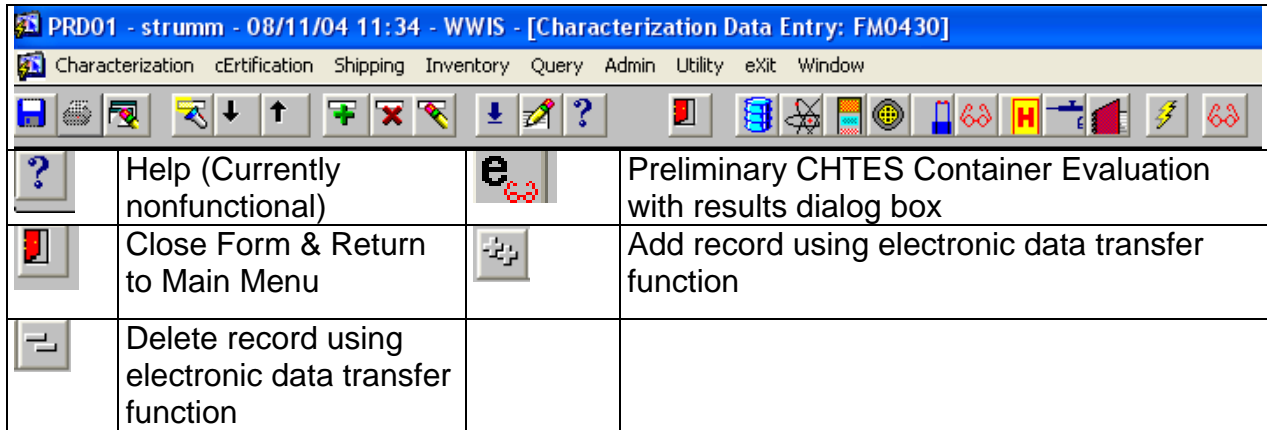 PRD01 - strumm - 08/11/04 11:34 - WWIS - [Characterization Data Entry: FM0430]
Characterization cErtification Shipping Inventory Query Admin Utility eXit Window
? H E ?
? Help (Currently
nonfunctional)
e Preliminary CHTES Container Evaluation
with results dialog box
Close Form & Return
to Main Menu
Add record using electronic data transfer
function
Delete record using
electronic data transfer
function